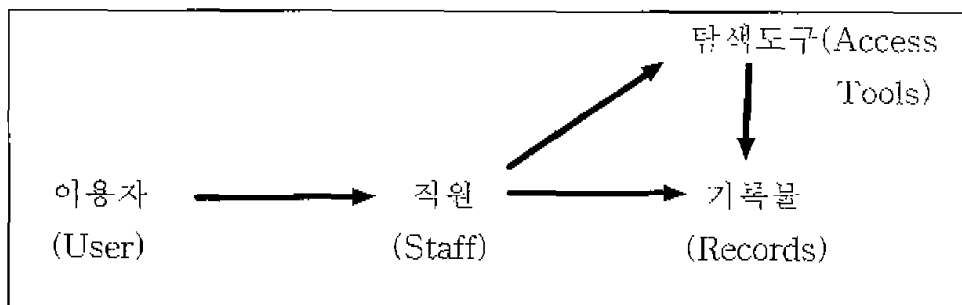 탐색도구(Access
Tools)
이용자
(User)
직원
(Staff)
기록물
(Records)